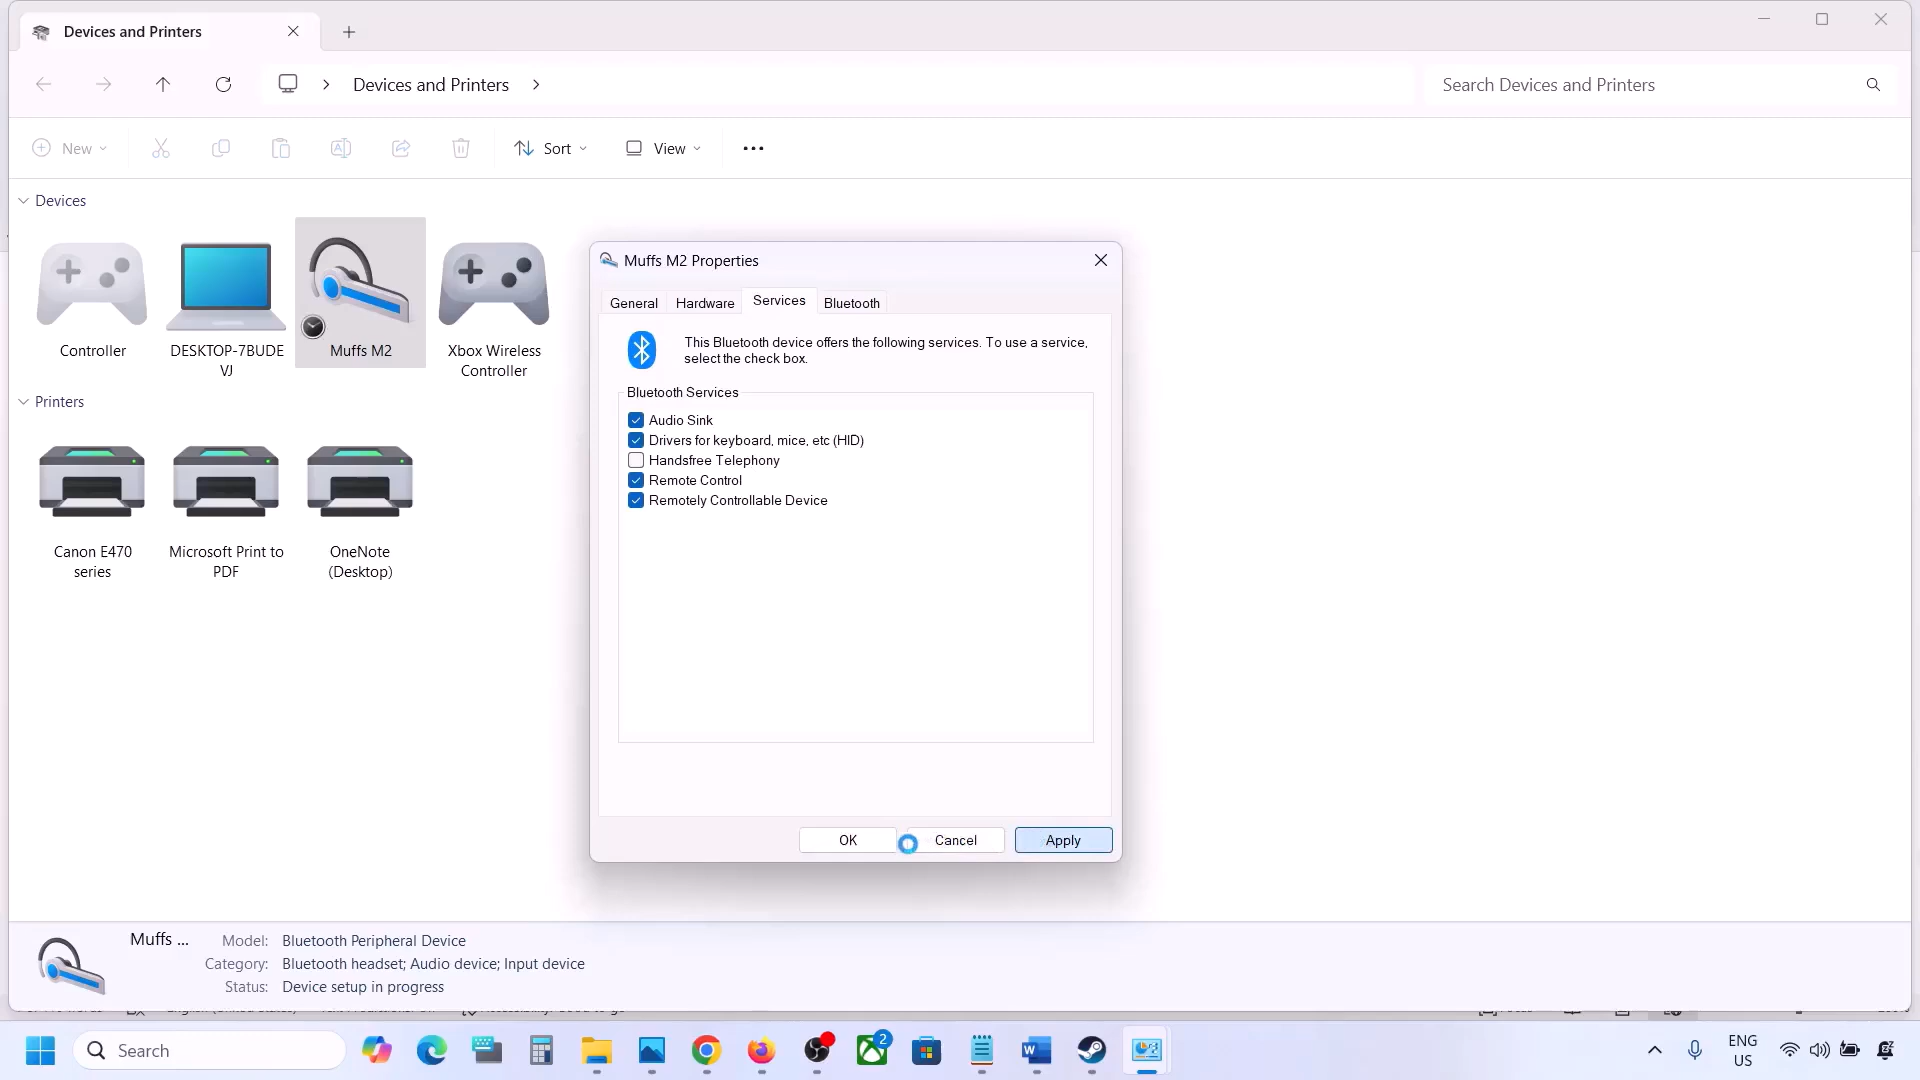 Devices and Printers
Devices and Printers
Search Devices and Printers
New
Sort
View
Devices
Controller
DESKTOP-7BUDE
VJ
Muffs M2
Xbox Wireless
Controller
Printers
Canon E470
series
Microsoft Print to
PDF
OneNote
(Desktop)
Muffs M2 Properties
General
Hardware
Services
Bluetooth
This Bluetooth device offers the following services. To use a service,
select the check box.
Bluetooth Services
Audio Sink
Drivers for keyboard, mice, etc (HID)
Handsfree Telephony
Remote Control
Remotely Controllable Device
OK
Cancel
Apply
Muffs ...
Model: Bluetooth Peripheral Device
Category: Bluetooth headset; Audio device; Input device
Status: Device setup in progress
Search
2
ENG
US